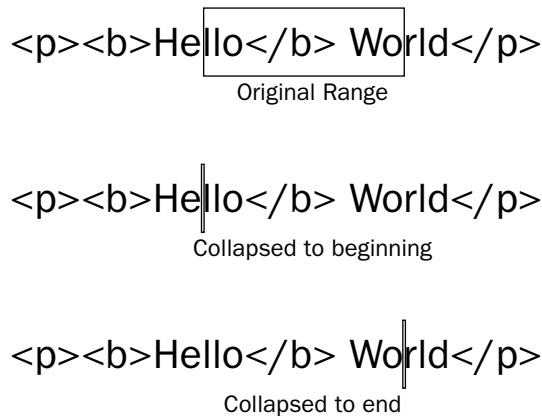 <p><b>Hello</b> World</p>
Original Range
<p><b>Hello</b> World</p>
Collapsed to beginning
<p><b>Hello</b> World</p>
Collapsed to end